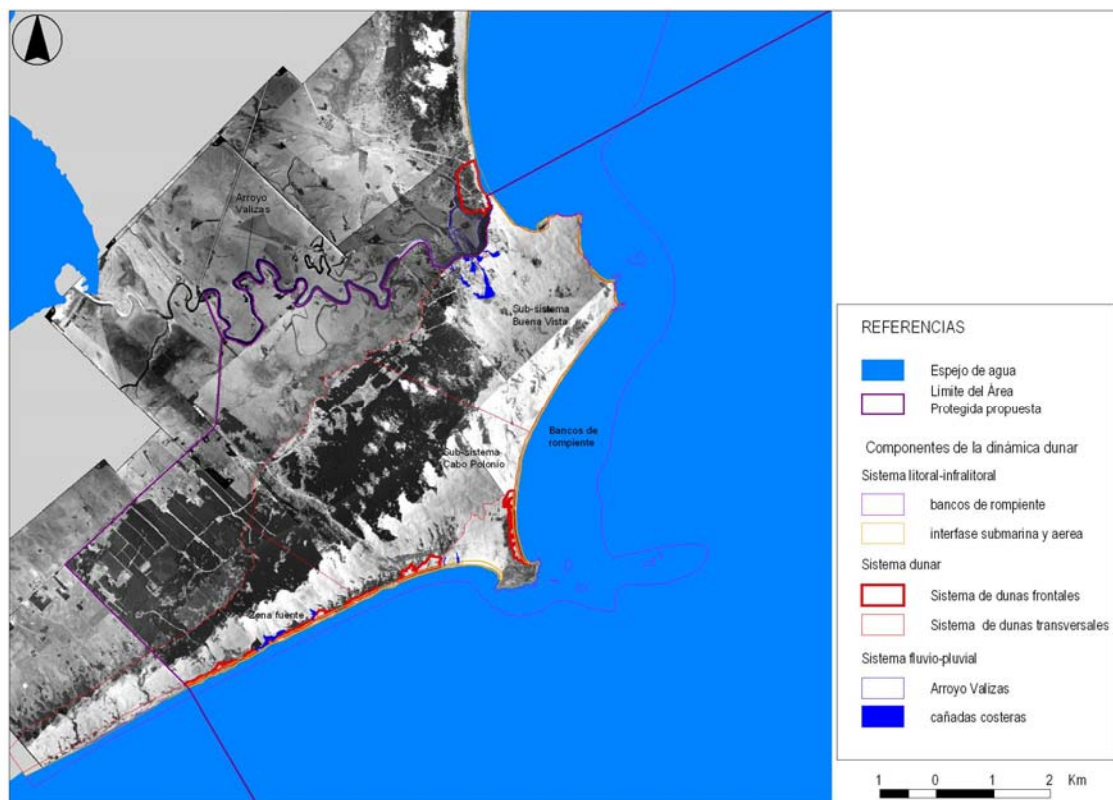 Arroyo
Valizas
Sub-sistema
Buena Vista
Bancos de
rompiente
Sub-sistema
Cabo Polonio
Zona fuente
REFERENCIAS
Espejo de agua
Límite del Área
Protegida propuesta
Componentes de la dinámica dunar
Sistema litoral-infralitoral
bancos de rompiente
interfase submarina y aerea
Sistema dunar
Sistema de dunas frontales
Sistema de dunas transversales
Sistema fluvio-pluvial
Arroyo Valizas
cañadas costeras
1 0 1 2 Km